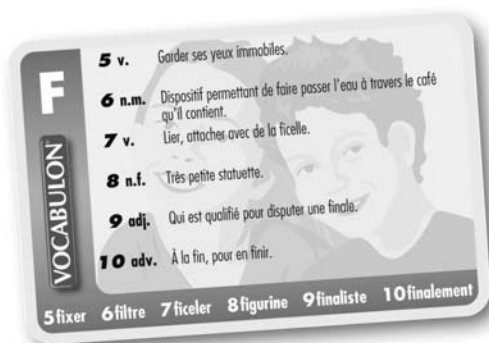 F
VOCABULON
5 v. Garder ses yeux immobiles.
6 n.m. Dispositif permettant de faire passer l'eau à travers le café
qu'il contient.
7 v. Lier, attacher avec de la ficelle.
8 n.f. Très petite statuette.
9 adj. Qui est qualifié pour disputer une finale.
10 adv. À la fin, pour en finir.
5 fixer 6 filtre 7 ficeler 8 figurine 9 finaliste 10 finalement